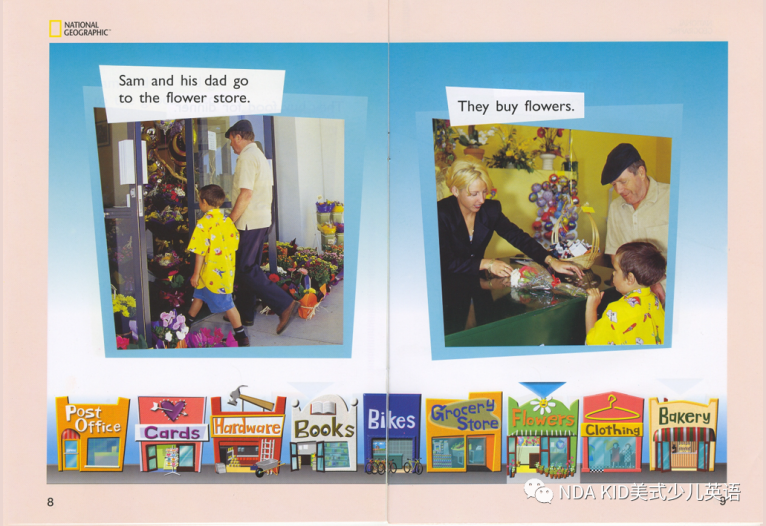 NATIONAL
GEOGRAPHIC™
Sam and his dad go
to the flower store.
They buy flowers.
Post
Office
Cards
Hardware
Books
Bikes
Grocery
Store
Flowers
Clothing
Bakery
8
9
NDA KID美式少儿英语